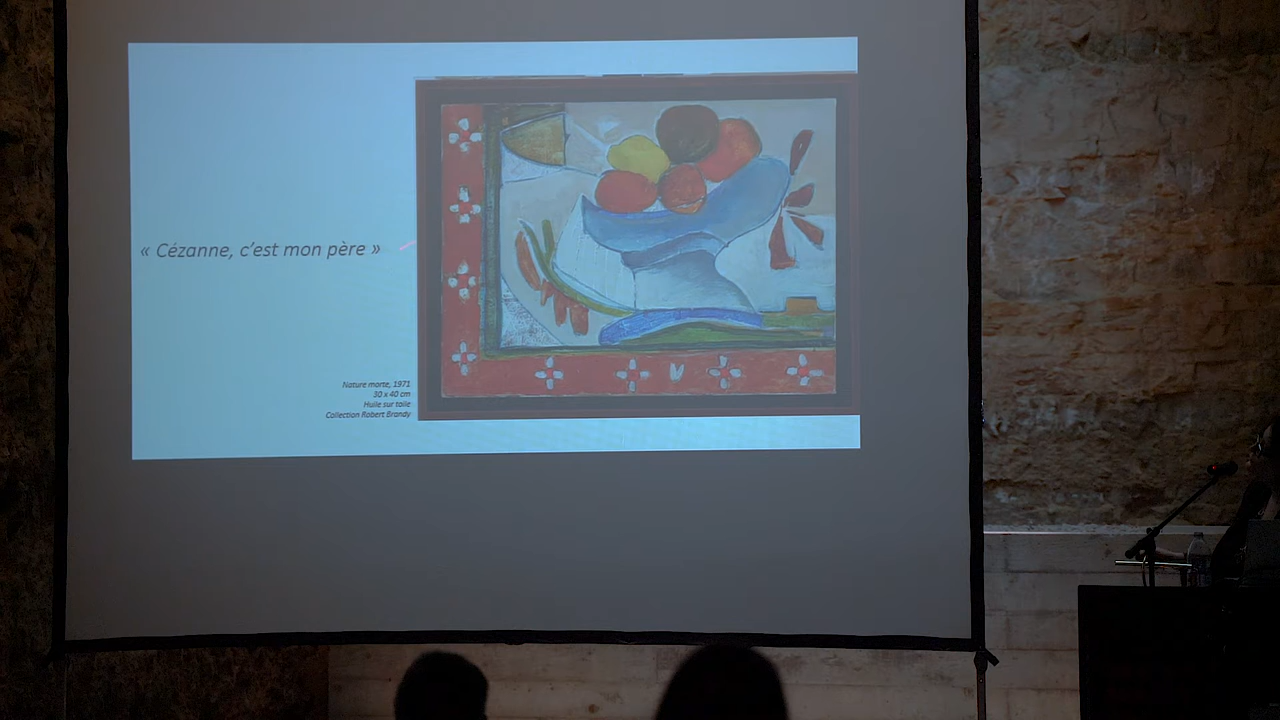 « Cézanne, c'est mon père »
Nature morte, 1971
30 x 40 cm
Huile sur toile
Collection Robert Brandy